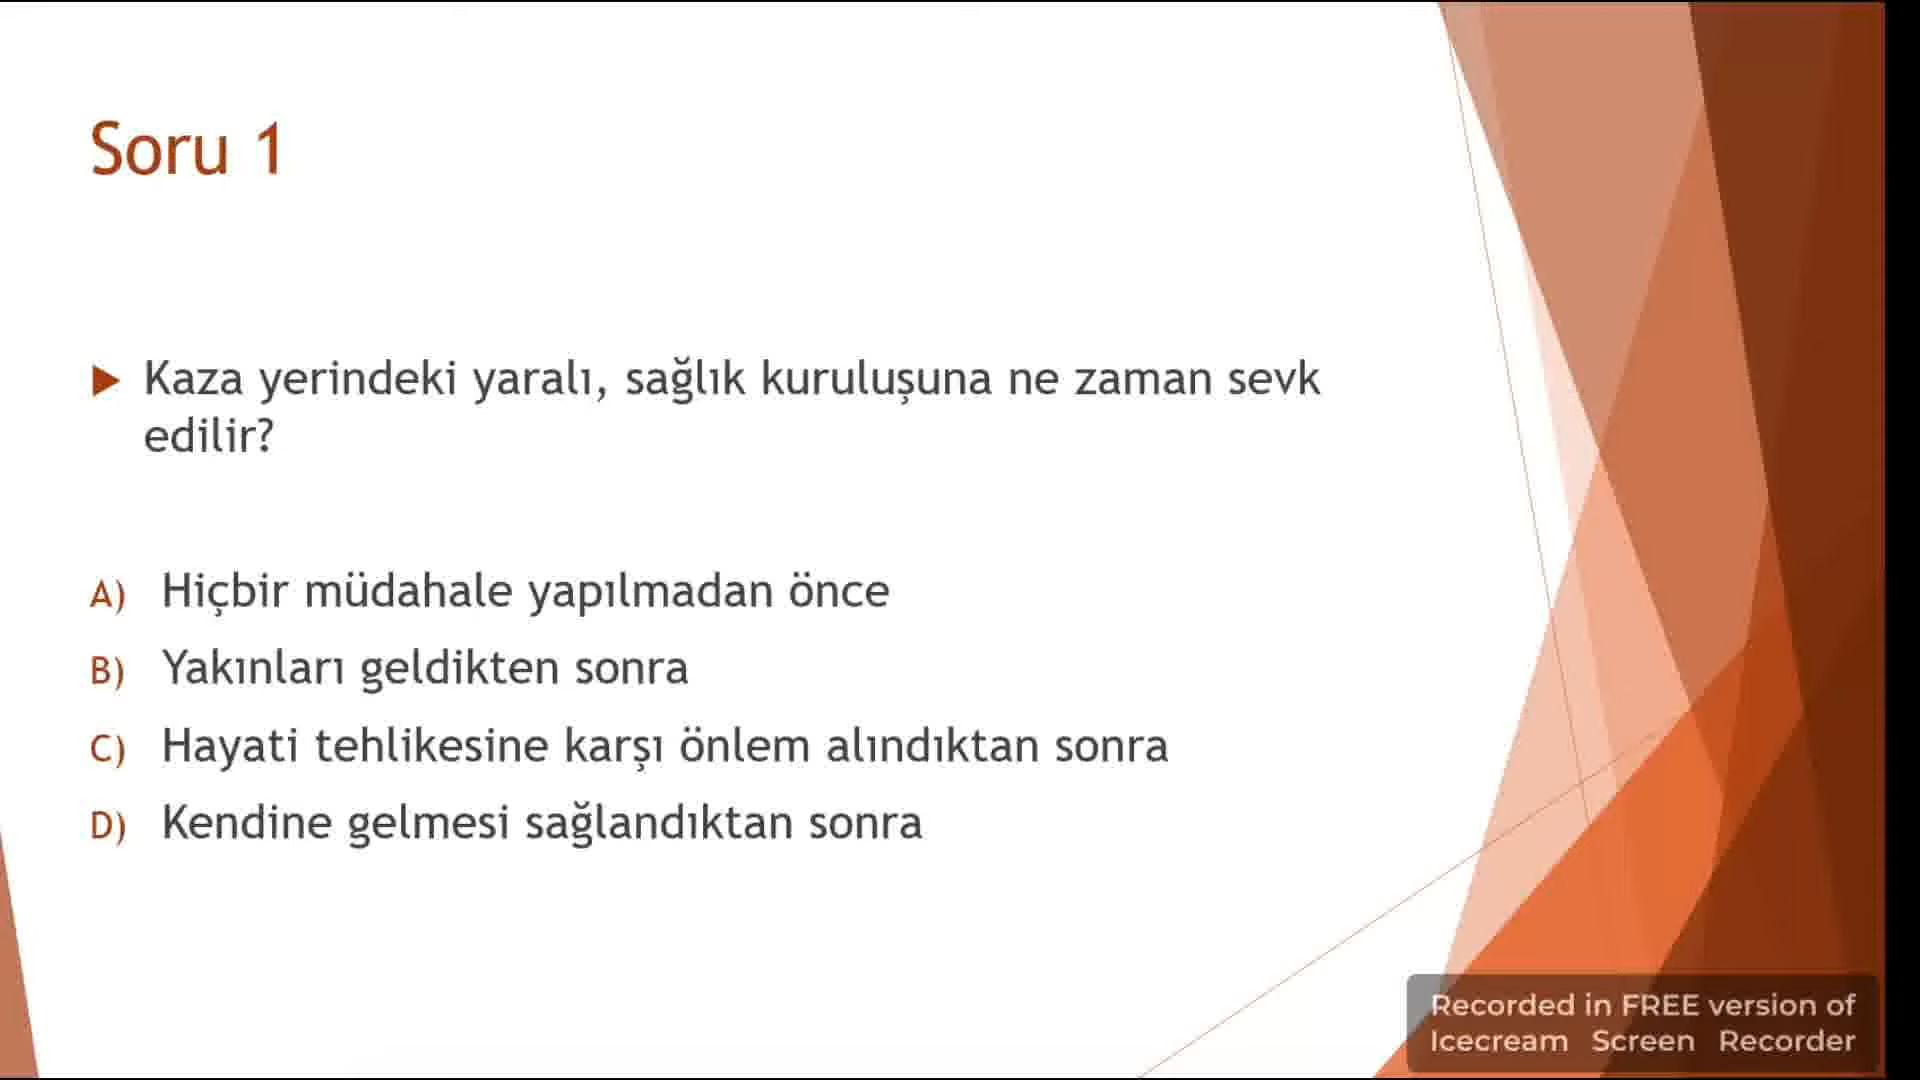 Soru 1
Kaza yerindeki yaralı, sağlık kuruluşuna ne zaman sevk
edilir?
A) Hiçbir müdahale yapılmadan önce
B) Yakınları geldikten sonra
C) Hayati tehlikesine karşı önlem alındıktan sonra
D) Kendine gelmesi sağlandıktan sonra
Recorded in FREE version of
Icecream Screen Recorder